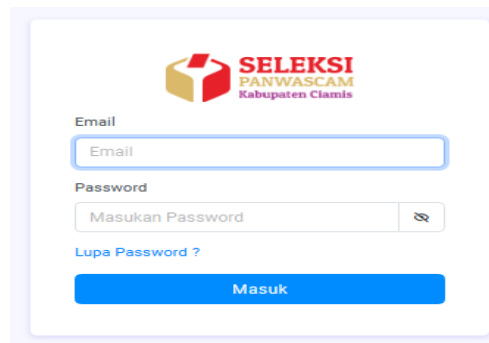 SELEKSI
PANWASCAM
Kabupaten Ciamis
Email
Email
Password
Masukan Password
Lupa Password ?
Masuk